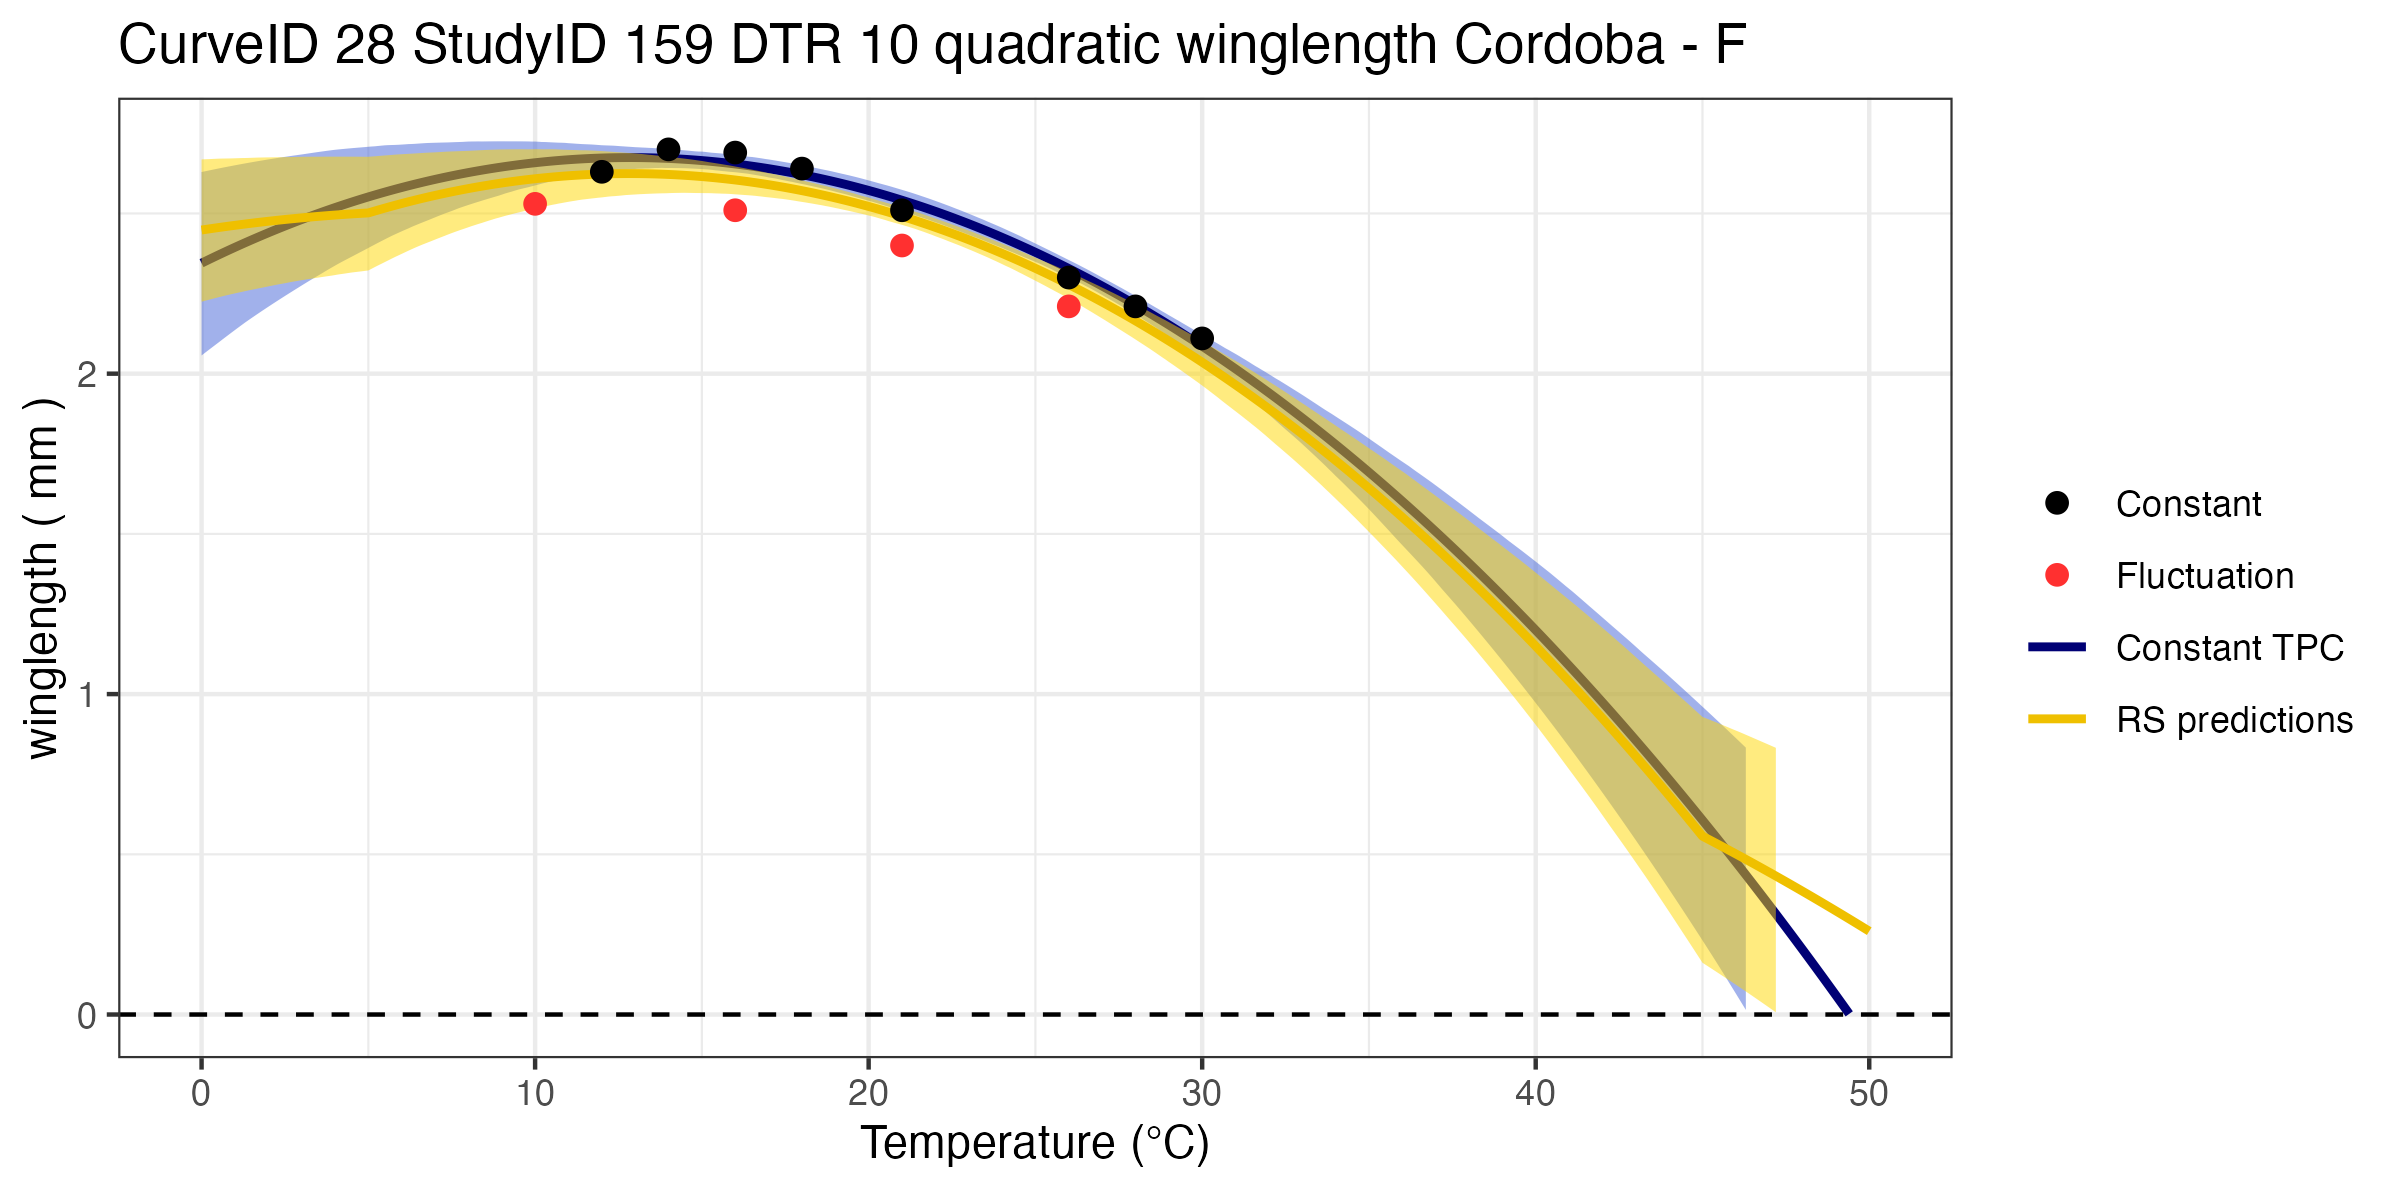 CurveID 28 StudyID 159 DTR 10 quadratic winglength Cordoba - F
winglength ( mm )
2
1
0
0 10 20 30 40 50
Temperature (°C)
Constant
Fluctuation
Constant TPC
RS predictions